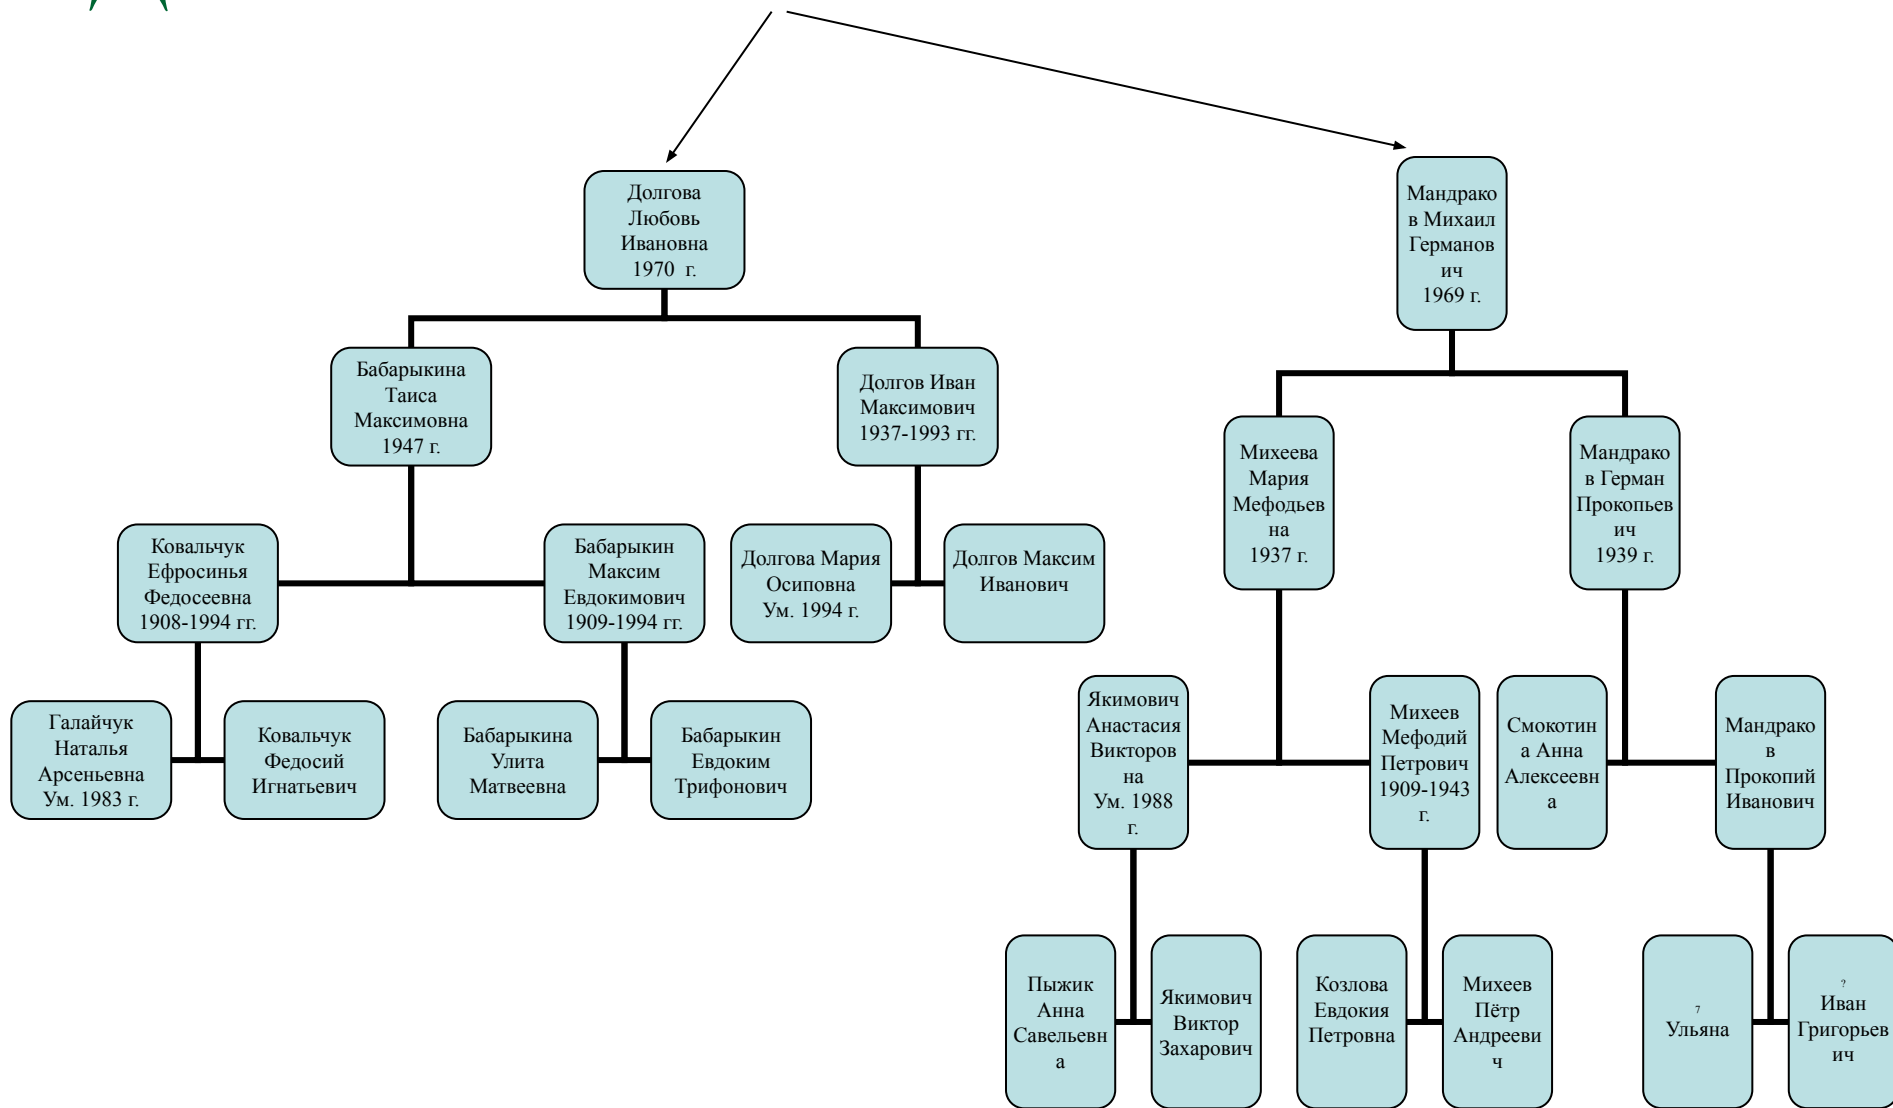 Долгова
Любовь
Ивановна
1970 г.
Мандрако
в Михаил
Германов
ич
1969 г.
Бабарыкина
Таиса
Максимовна
1947 г.
Долгов Иван
Максимович
1937-1993 гг.
Михеева
Мария
Мефодьев
на
1937 г.
Мандрако
в Герман
Прокопьев
ич
1939 г.
Ковальчук
Ефросинья
Федосеевна
1908-1994 гг.
Бабарыкин
Максим
Евдокимович
1909-1994 гг.
Долгова Мария
Осиповна
Ум. 1994 г.
Долгов Максим
Иванович
Галайчук
Наталья
Арсеньевна
Ум. 1983 г.
Ковальчук
Федосий
Игнатьевич
Бабарыкина
Улита
Матвеевна
Бабарыкин
Евдоким
Трифонович
Якимович
Анастасия
Викторов
на
Ум. 1988
г.
Михеев
Мефодий
Петрович
1909-1943
г.
Смокотин
а Анна
Алексеевн
а
Мандрако
в
Прокопий
Иванович
Пыжик
Анна
Савельевн
а
Якимович
Виктор
Захарович
Козлова
Евдокия
Петровна
Михеев
Пётр
Андрееви
ч
?
Ульяна
?
Иван
Григорьев
ич